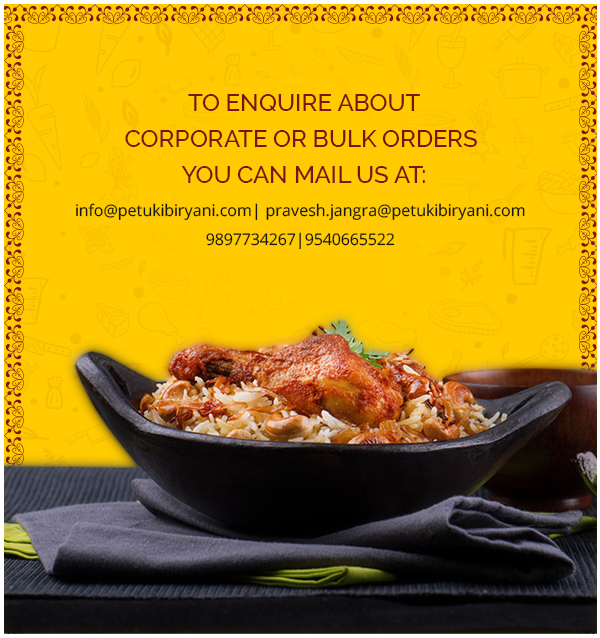 TO ENQUIRE ABOUT
CORPORATE OR BULK ORDERS
YOU CAN MAIL US AT:
info@petukibiryani.com| pravesh.jangra@petukibiryani.com
9897734267|9540665522